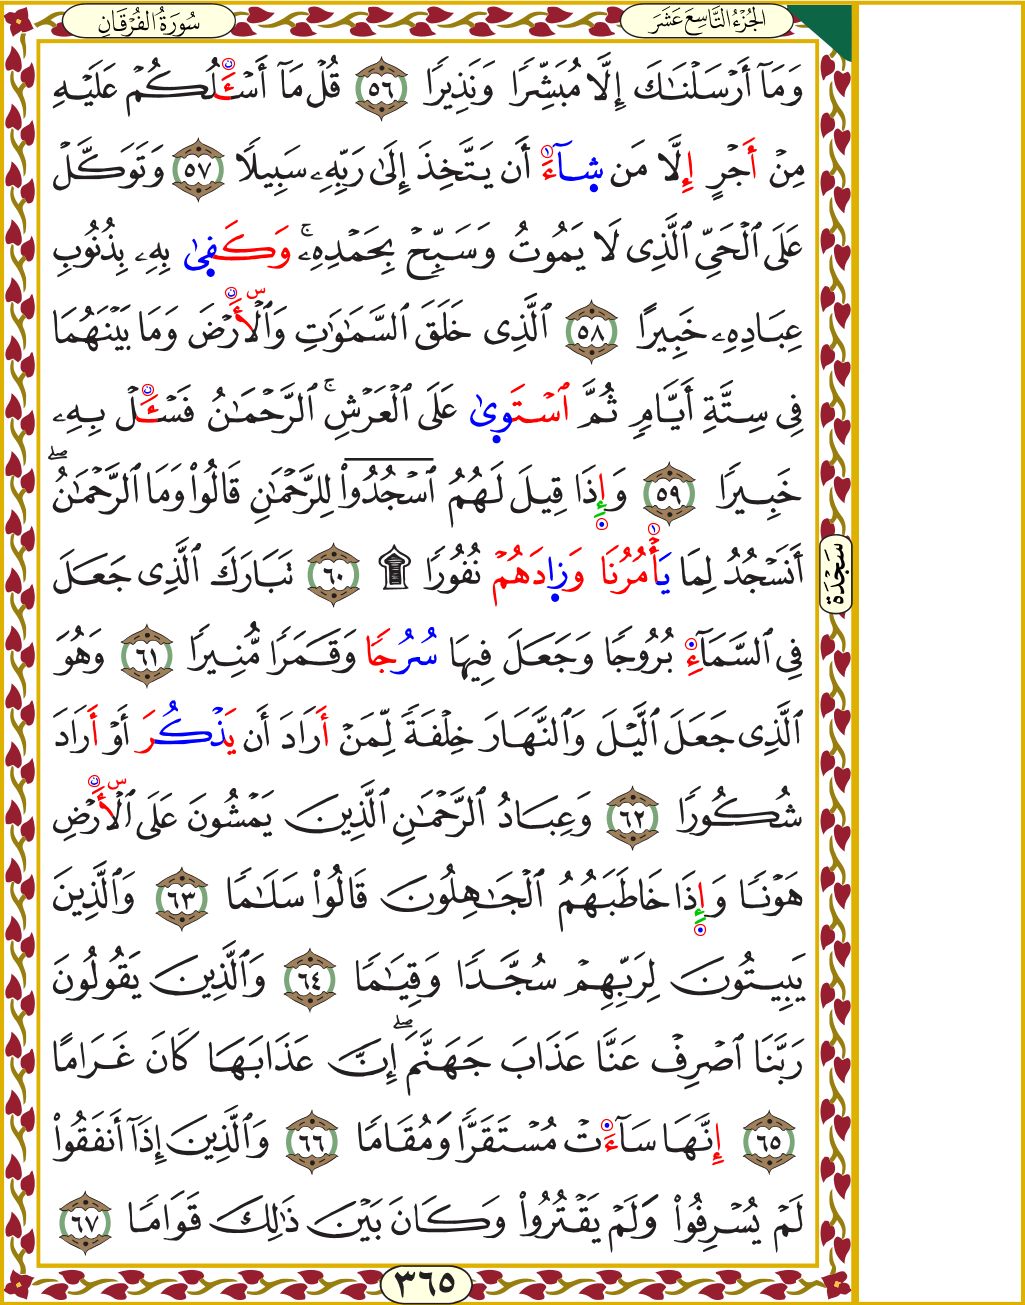 الجُزْءُ التَّاسِعَ عَشَرَ
سُورَةُ الفُرْقَانِ
وَمَآ أَرْسَلْنَـٰكَ إِلَّا مُبَشِّرًا وَنَذِيرًا ٥٦ قُلْ مَآ أَسْـَٔلُكُمْ عَلَيْهِ
مِنْ أَجْرٍ إِلَّا مَن شَآءَ أَن يَتَّخِذَ إِلَىٰ رَبِّهِۦ سَبِيلًا ٥٧ وَتَوَكَّلْ
عَلَى ٱلْحَيِّ ٱلَّذِى لَا يَمُوتُ وَسَبِّحْ بِحَمْدِهِۦ ۚ وَكَفِىٰ بِهِۦ بِذُنُوبِ
عِبَادِهِۦ خَبِيرًا ٥٨ ٱلَّذِى خَلَقَ ٱلسَّمَـٰوَٰتِ وَٱلْأَرْضَ وَمَا بَيْنَهُمَا
فِى سِتَّةِ أَيَّامٍ ثُمَّ ٱسْتَوِىٰ عَلَى ٱلْعَرْشِ ۚ ٱلرَّحْمَـٰنُ فَسْـَٔلْ بِهِۦ
خَبِيرًا ٥٩ وَإِذَا قِيلَ لَهُمُ ٱسْجُدُوا۟ لِلرَّحْمَـٰنِ قَالُوا۟ وَمَا ٱلرَّحْمَـٰنُ ۖ
أَنَسْجُدُ لِمَا يَأْمُرُنَا وَزِادَهُمْ نُفُورًا ۩ ٦٠ تَبَارَكَ ٱلَّذِى جَعَلَ
فِى ٱلسَّمَآءِ بُرُوجًا وَجَعَلَ فِيهَا سُرُجًا وَقَمَرًا مُّنِيرًا ٦١ وَهُوَ
ٱلَّذِى جَعَلَ ٱلَّيْلَ وَٱلنَّهَارَ خِلْفَةً لِّمَنْ أَرَادَ أَن يَذْكُرَ أَوْ أَرَادَ
شُكُورًا ٦٢ وَعِبَادُ ٱلرَّحْمَـٰنِ ٱلَّذِينَ يَمْشُونَ عَلَى ٱلْأَرْضِ
هَوْنًا وَإِذَا خَاطَبَهُمُ ٱلْجَـٰهِلُونَ قَالُوا۟ سَلَـٰمًا ٦٣ وَٱلَّذِينَ
يَبِيتُونَ لِرَبِّهِمْ سُجَّدًا وَقِيَـٰمًا ٦٤ وَٱلَّذِينَ يَقُولُونَ
رَبَّنَا ٱصْرِفْ عَنَّا عَذَابَ جَهَنَّمَ ۖ إِنَّ عَذَابَهَا كَانَ غَرَامًا
٦٥ إِنَّهَا سَآءَتْ مُسْتَقَرًّا وَمُقَامًا ٦٦ وَٱلَّذِينَ إِذَآ أَنفَقُوا۟
لَمْ يُسْرِفُوا۟ وَلَمْ يَقْتُرُوا۟ وَكَانَ بَيْنَ ذَٰلِكَ قَوَامًا ٦٧
سَجْدَة
٣٦٥